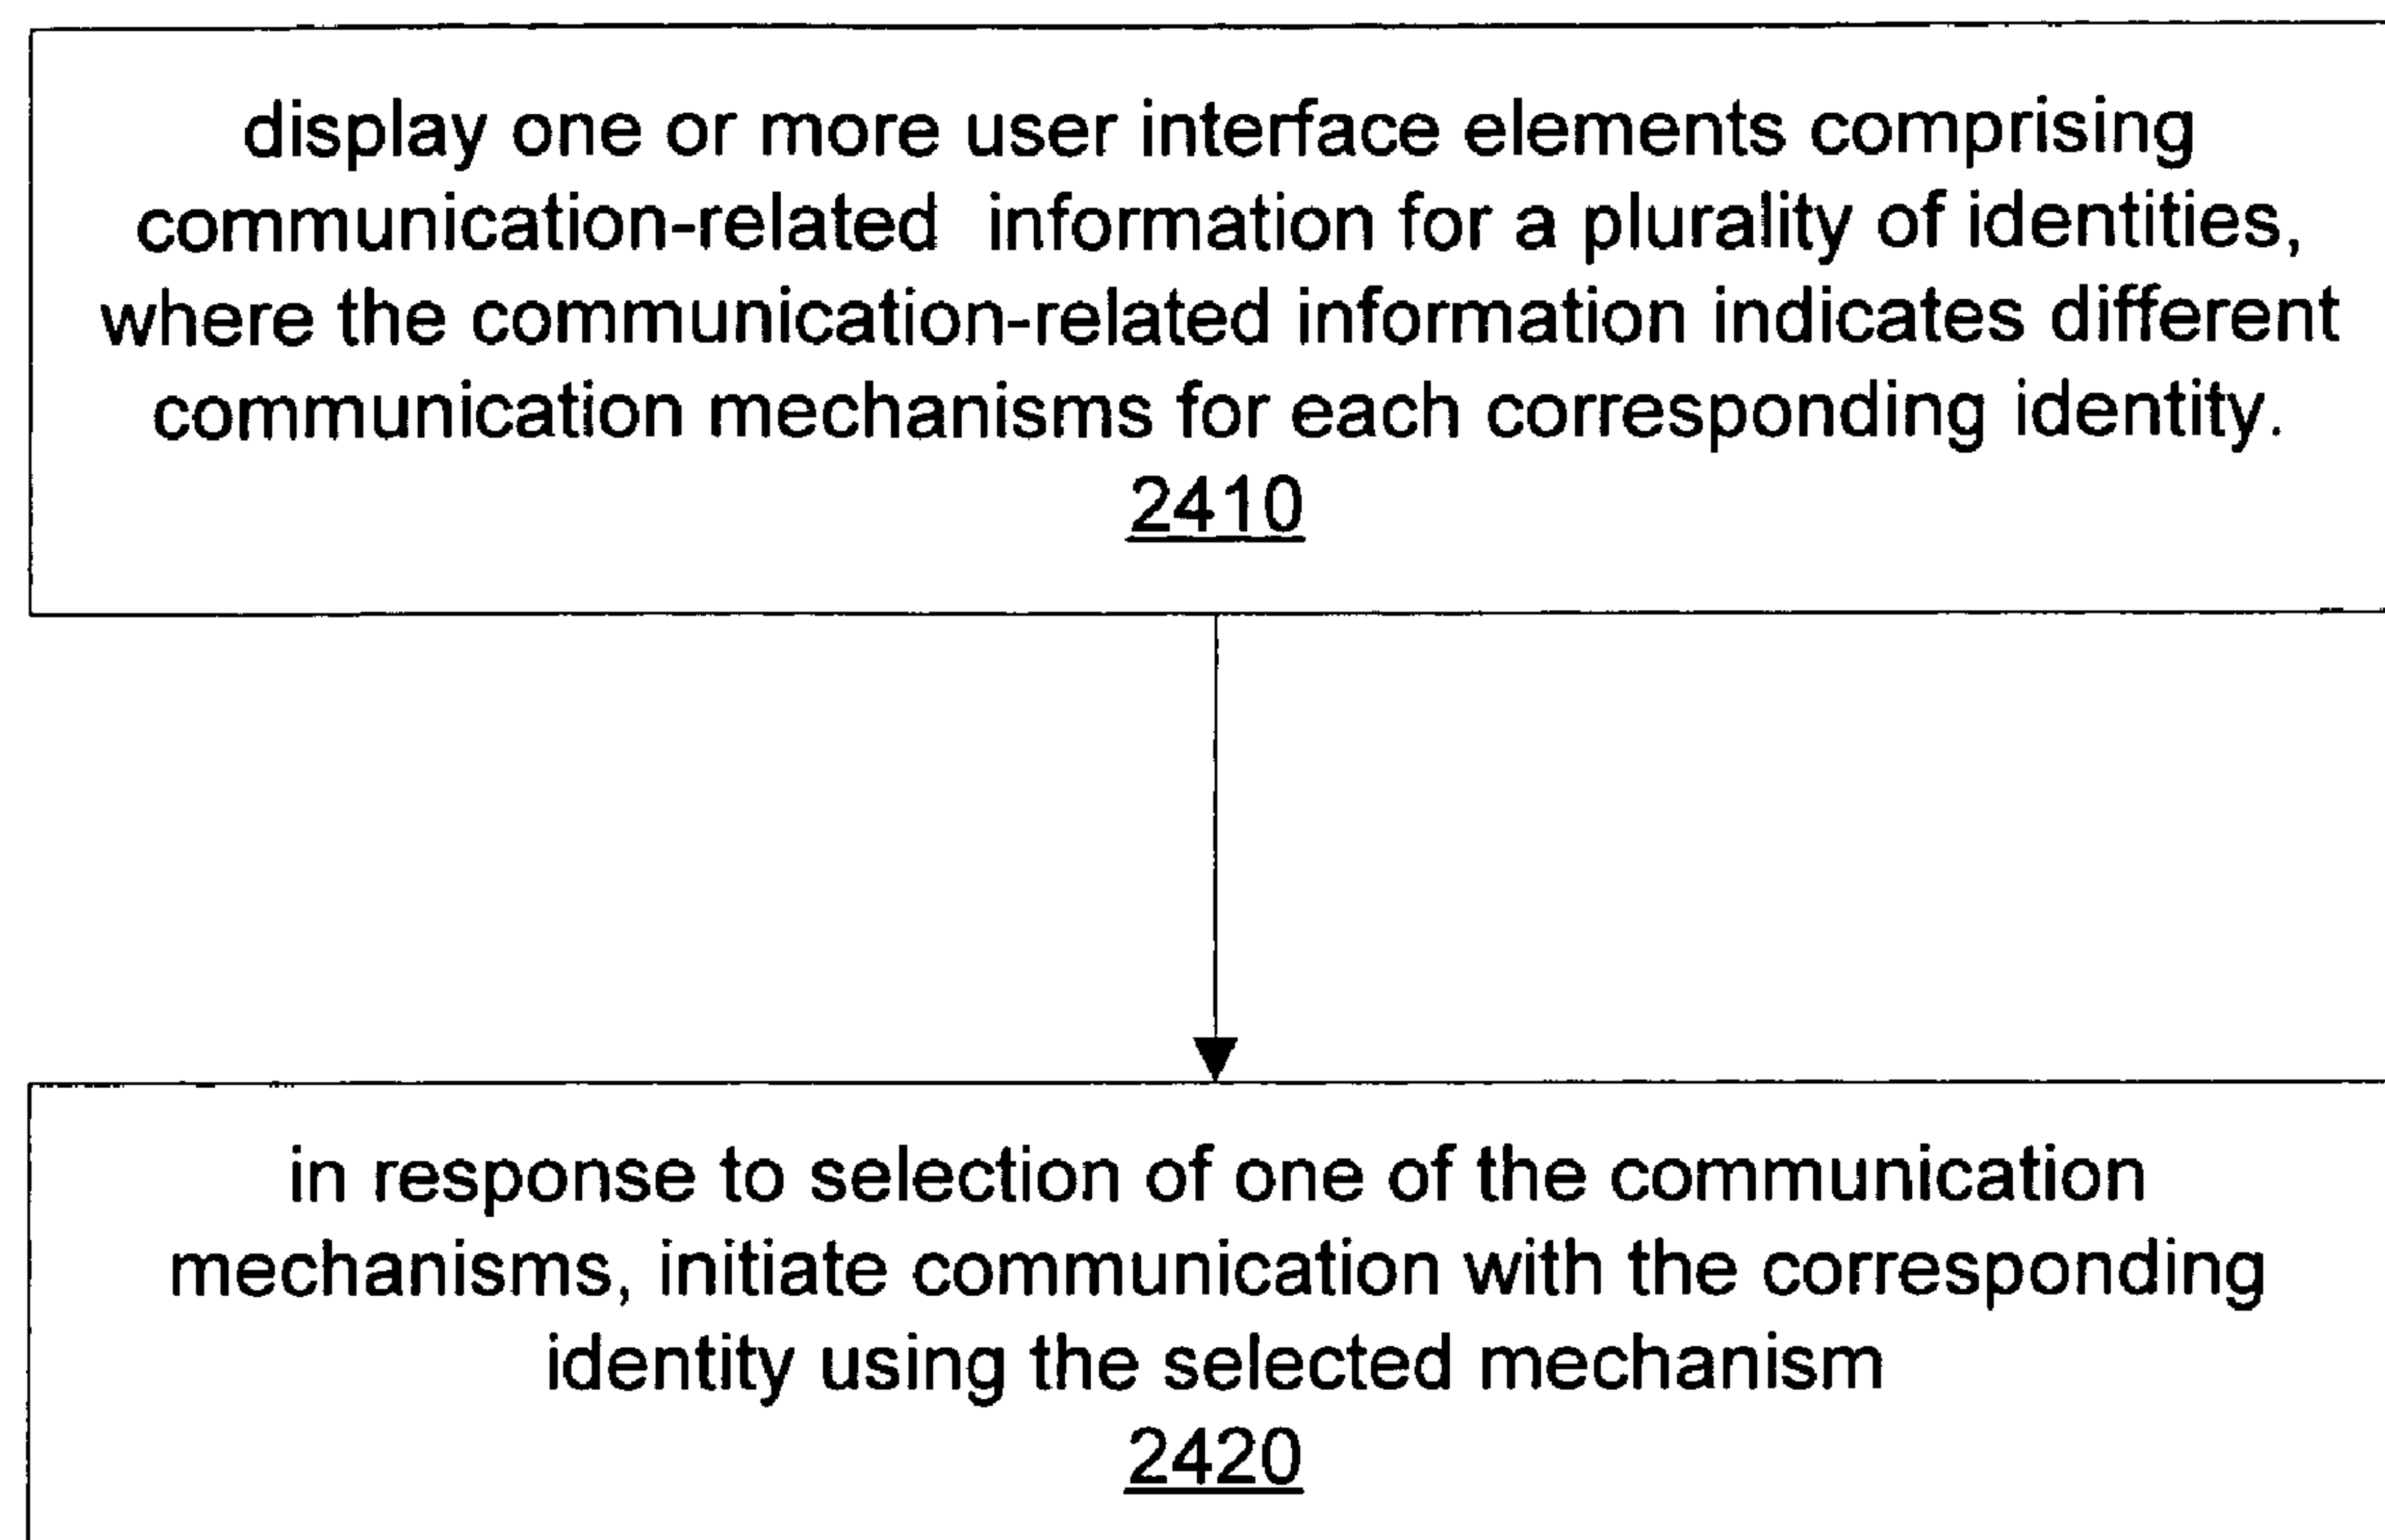 display one or more user interface elements comprising
communication-related information for a plurality of identities,
where the communication-related information indicates different
communication mechanisms for each corresponding identity.
2410
in response to selection of one of the communication
mechanisms, initiate communication with the corresponding
identity using the selected mechanism
2420